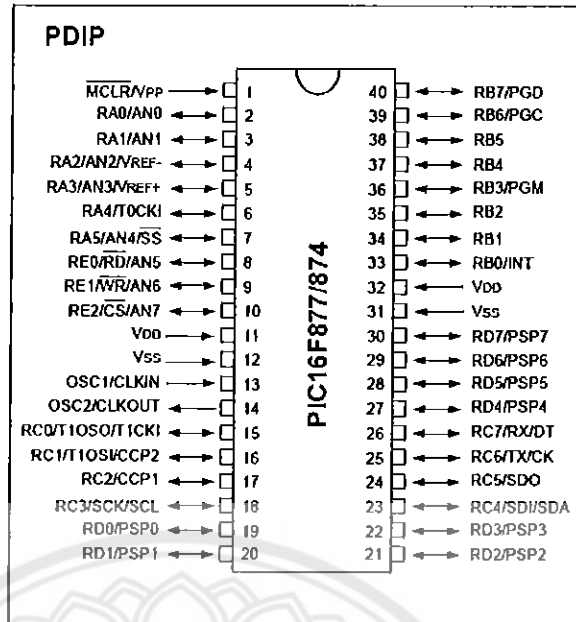 PDIP
MCLR/VPP 1 40 RB7/PGD
RA0/AN0 2 39 RB6/PGC
RA1/AN1 3 38 RB5
RA2/AN2/VREF- 4 37 RB4
RA3/AN3/VREF+ 5 36 RB3/PGM
RA4/T0CKI 6 35 RB2
RA5/AN4/SS 7 34 RB1
RE0/RD/AN5 8 33 RB0/INT
RE1/WR/AN6 9 32 VDD
RE2/CS/AN7 10 31 VSS
VDD 11 30 RD7/PSP7
VSS 12 29 RD6/PSP6
OSC1/CLKIN 13 28 RD5/PSP5
OSC2/CLKOUT 14 27 RD4/PSP4
RC0/T1OSO/T1CKI 15 26 RC7/RX/DT
RC1/T1OSI/CCP2 16 25 RC6/TX/CK
RC2/CCP1 17 24 RC5/SDO
RC3/SCK/SCL 18 23 RC4/SDI/SDA
RD0/PSP0 19 22 RD3/PSP3
RD1/PSP1 20 21 RD2/PSP2
PIC16F877/874